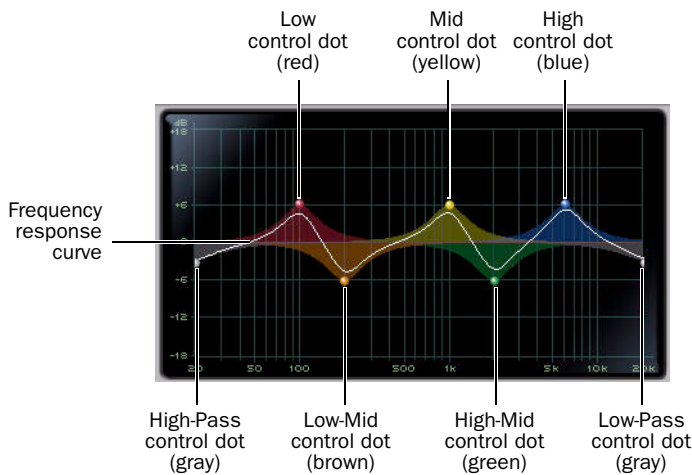 Low
control dot
(red)
Mid
control dot
(yellow)
High
control dot
(blue)
dB
+18
+12
+6
0
-6
-12
-18
20
50
100
500
1k
5k
10k
20k
Frequency
response
curve
High-Pass
control dot
(gray)
Low-Mid
control dot
(brown)
High-Mid
control dot
(green)
Low-Pass
control dot
(gray)